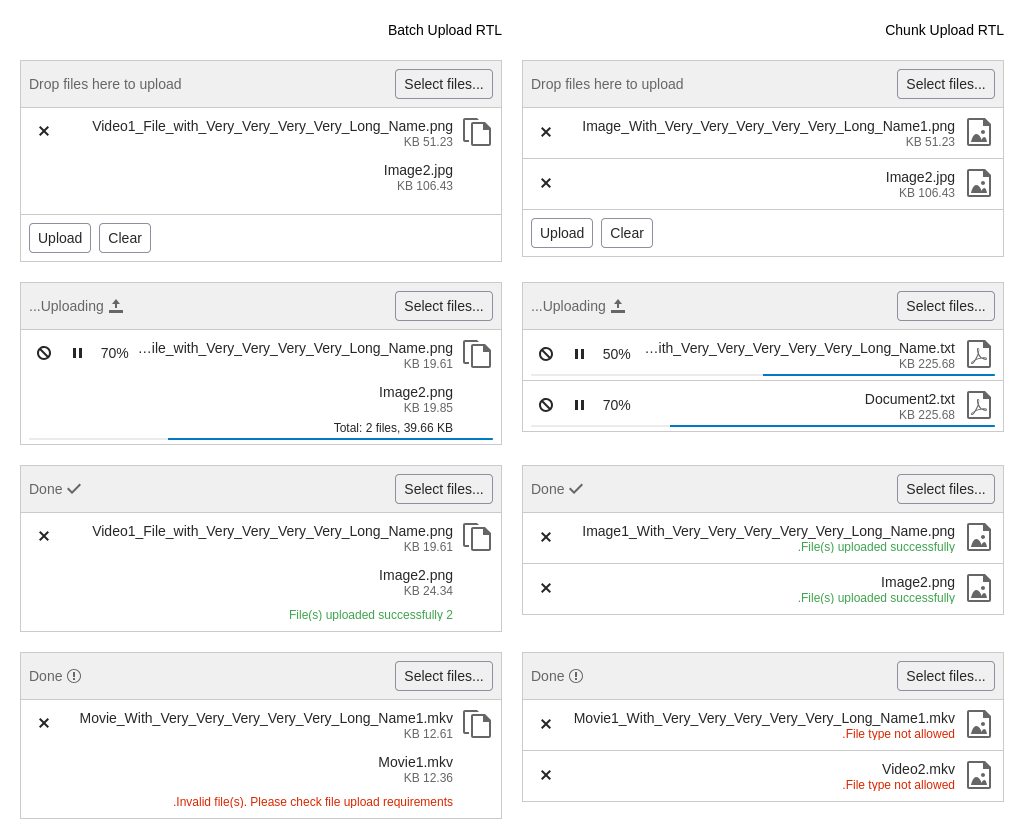 Batch Upload RTL
Drop files here to upload
Select files...
Video1_File_with_Very_Very_Very_Very_Long_Name.png
KB 51.23
Image2.jpg
KB 106.43
Upload
Clear
...Uploading
Select files...
70%
…ile_with_Very_Very_Very_Very_Long_Name.png
KB 19.61
Image2.png
KB 19.85
Total: 2 files, 39.66 KB
Done
Select files...
Video1_File_with_Very_Very_Very_Very_Long_Name.png
KB 19.61
Image2.png
KB 24.34
File(s) uploaded successfully 2
Done
Select files...
Movie_With_Very_Very_Very_Very_Very_Long_Name1.mkv
KB 12.61
Movie1.mkv
KB 12.36
.Invalid file(s). Please check file upload requirements
Chunk Upload RTL
Drop files here to upload
Select files...
Image_With_Very_Very_Very_Very_Very_Long_Name1.png
KB 51.23
Image2.jpg
KB 106.43
Upload
Clear
...Uploading
Select files...
50%
…ith_Very_Very_Very_Very_Very_Long_Name.txt
KB 225.68
70%
Document2.txt
KB 225.68
Done
Select files...
Image1_With_Very_Very_Very_Very_Very_Long_Name.png
.File(s) uploaded successfully
Image2.png
.File(s) uploaded successfully
Done
Select files...
Movie1_With_Very_Very_Very_Very_Very_Long_Name1.mkv
.File type not allowed
Video2.mkv
.File type not allowed